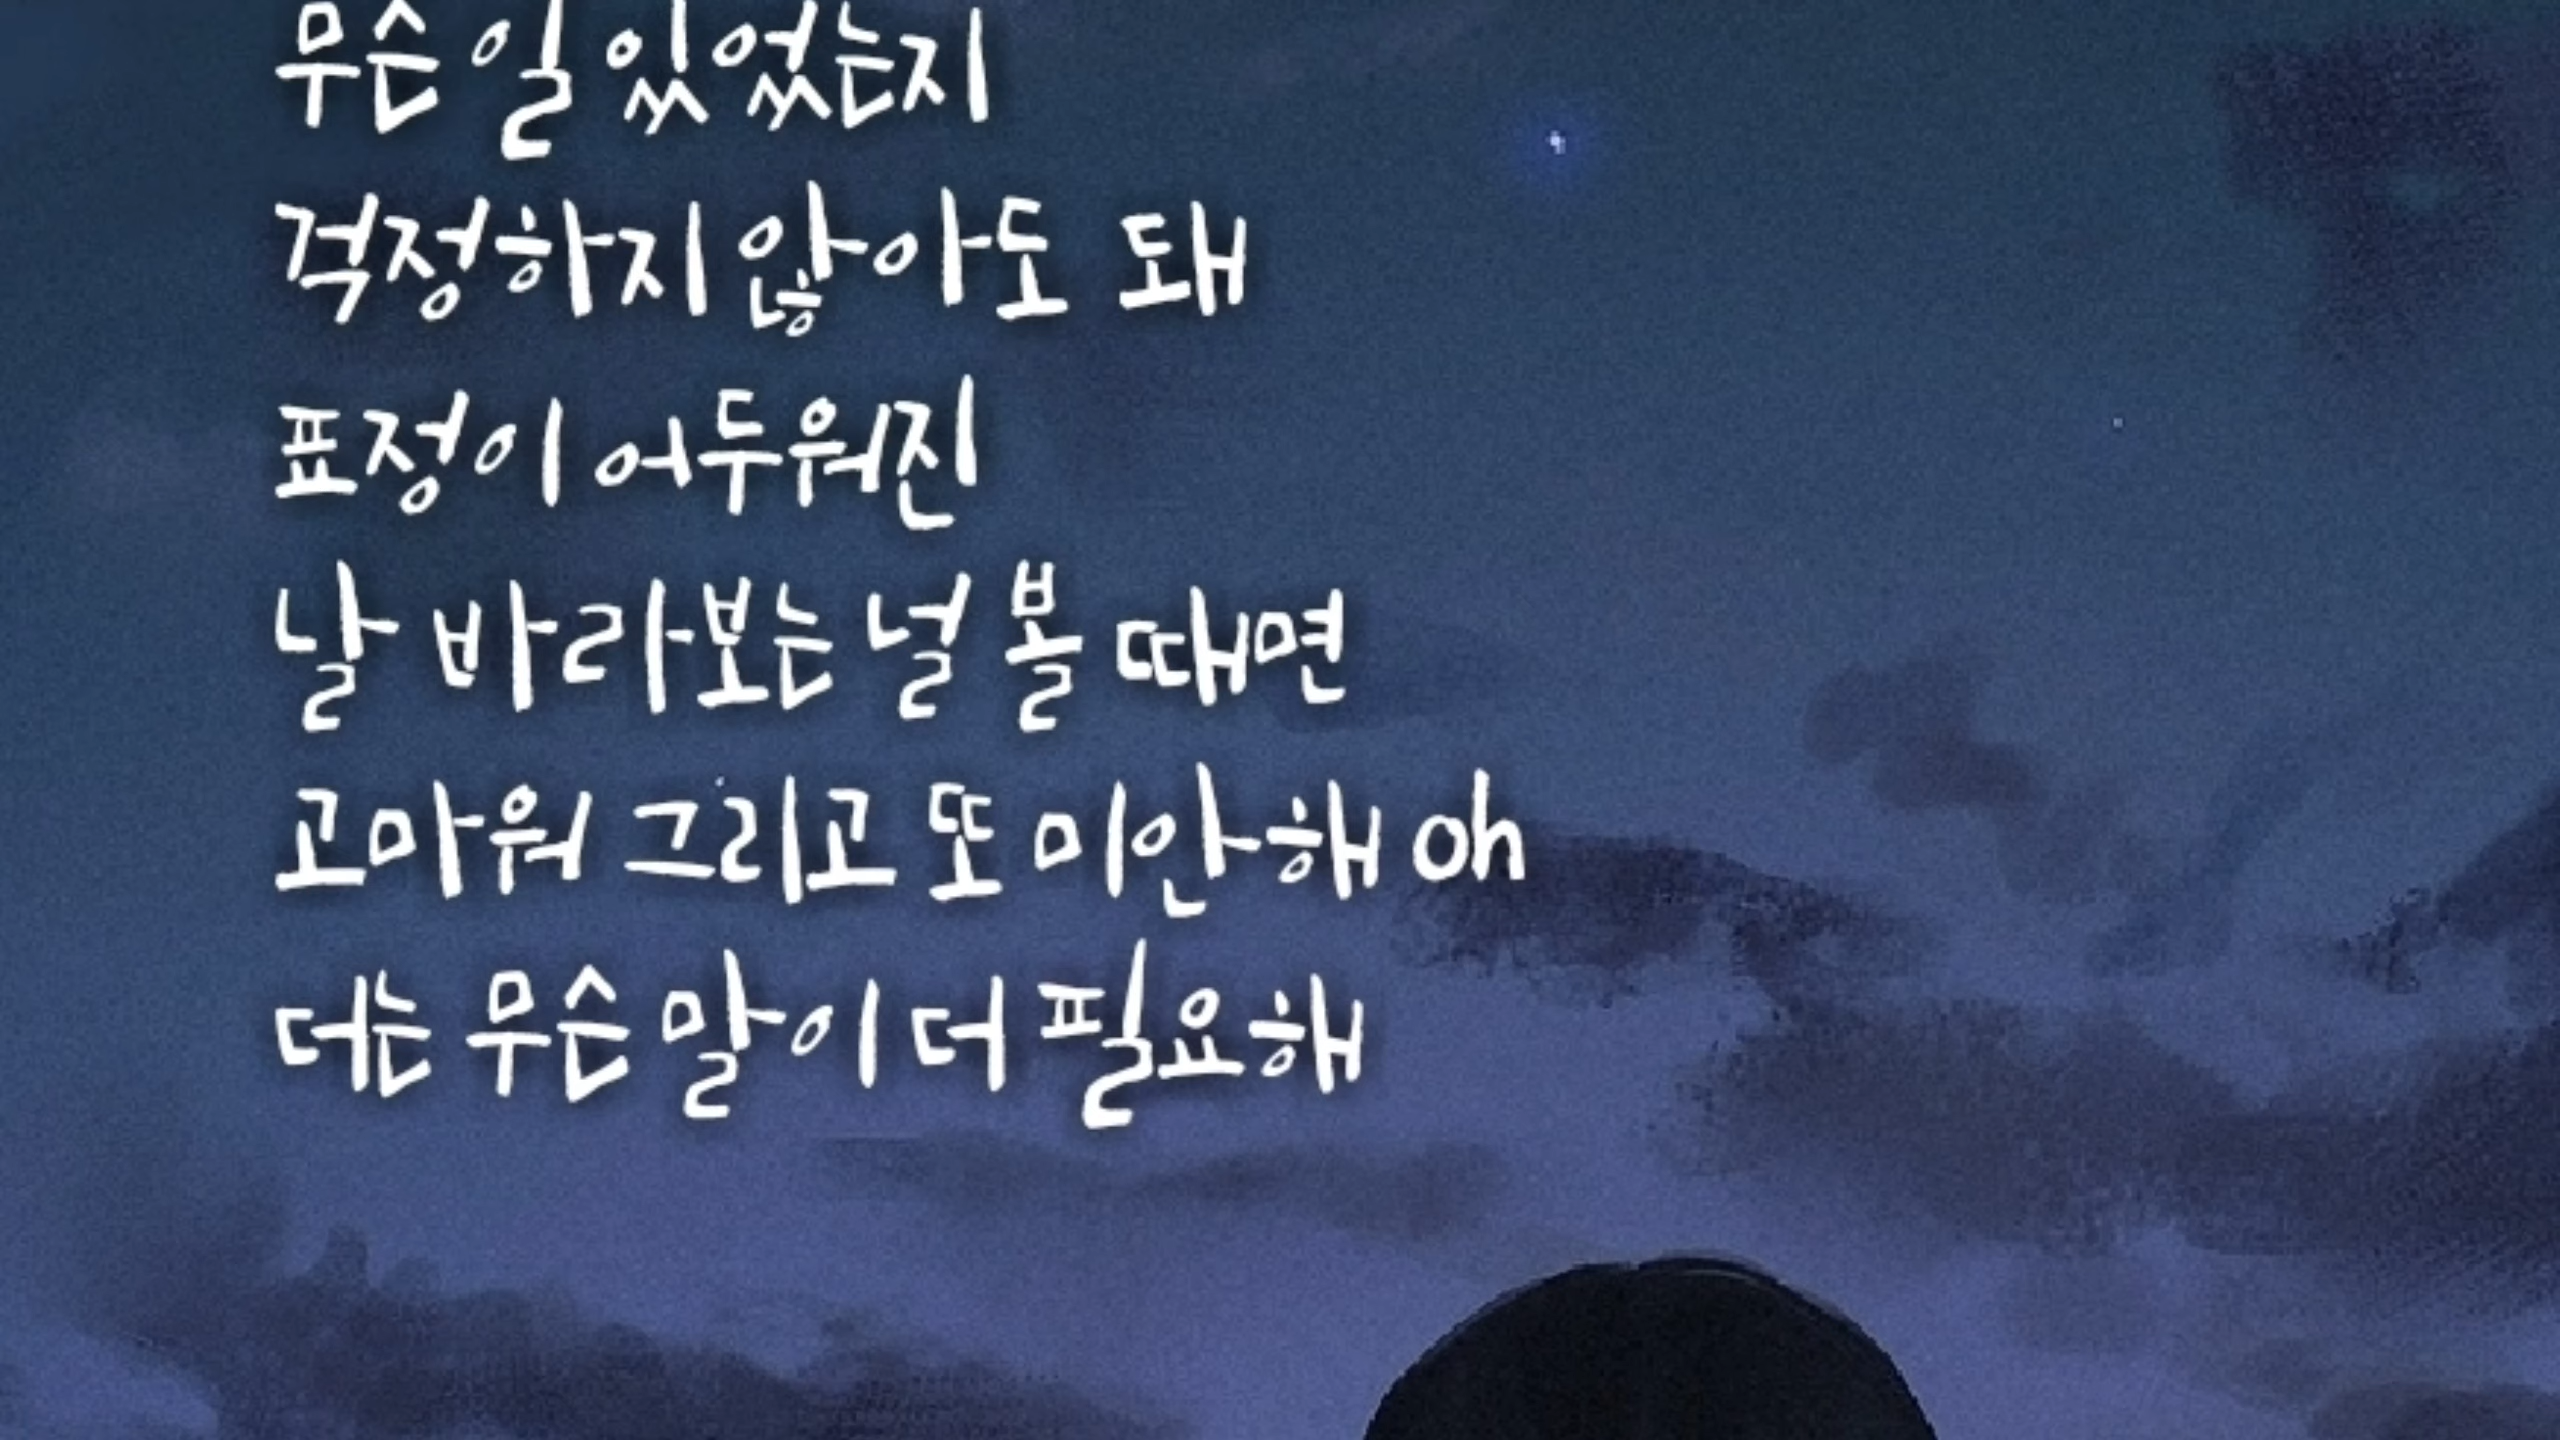 무슨 일 있었는지
걱정하지 않아도 돼
표정이 어두워진
날 바라보는 널 볼 때면
고마워 그리고 또 미안해 oh
더는 무슨 말이 더 필요해